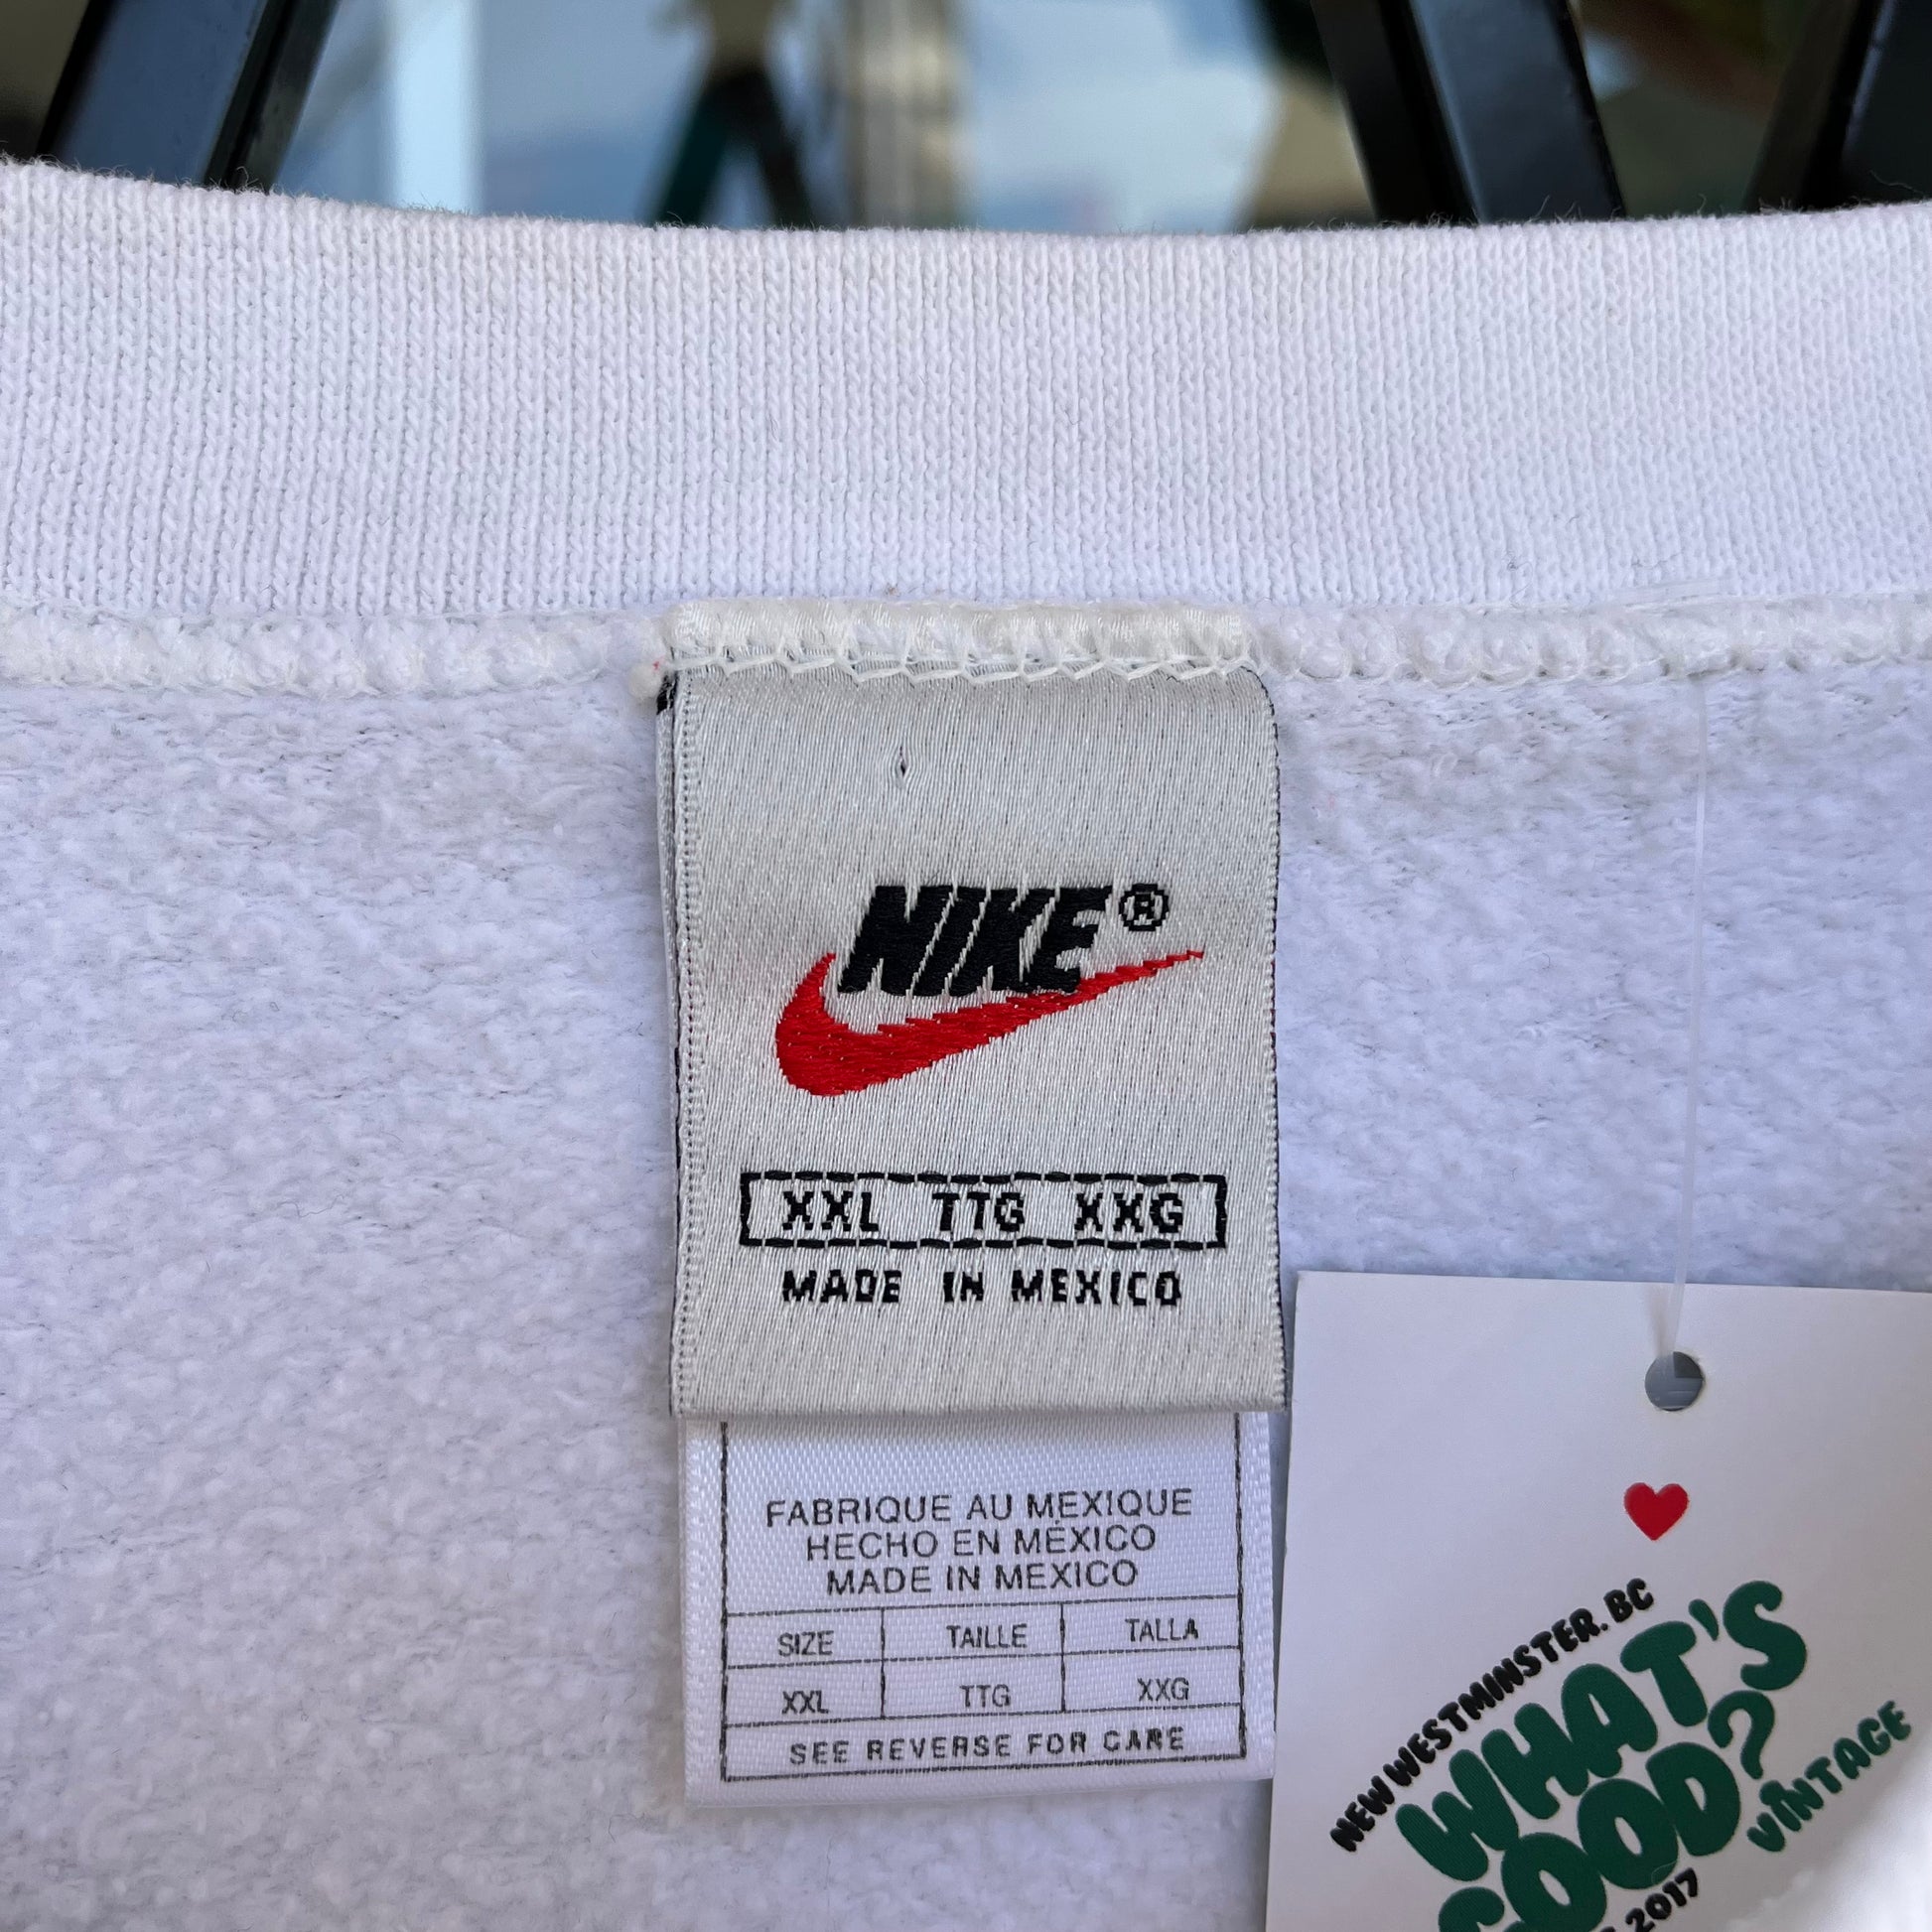 NIKE®
XXL TTG XXG
MADE IN MEXICO
FABRIQUE AU MEXIQUE
HECHO EN MÉXICO
MADE IN MEXICO
SIZE TAILLE TALLA
XXL TTG XXG
SEE REVERSE FOR CARE
NEW WESTMINSTER. BC
WHAT'S
GOOD?
VINTAGE
2017